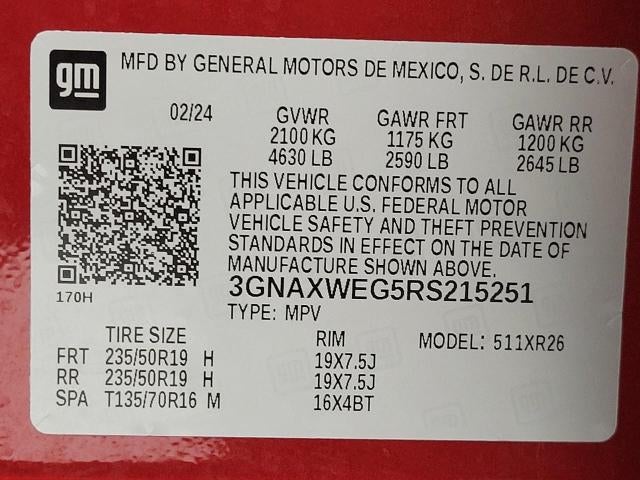 gm MFD BY GENERAL MOTORS DE MEXICO, S. DE R.L. DE C.V.
02/24 GVWR GAWR FRT GAWR RR
2100 KG 1175 KG 1200 KG
4630 LB 2590 LB 2645 LB
THIS VEHICLE CONFORMS TO ALL
APPLICABLE U.S. FEDERAL MOTOR
VEHICLE SAFETY AND THEFT PREVENTION
STANDARDS IN EFFECT ON THE DATE OF
MANUFACTURE SHOWN ABOVE.
170H
3GNAXWEG5RS215251
TYPE: MPV
TIRE SIZE RIM MODEL: 511XR26
FRT 235/50R19 H 19X7.5J
RR 235/50R19 H 19X7.5J
SPA T135/70R16 M 16X4BT